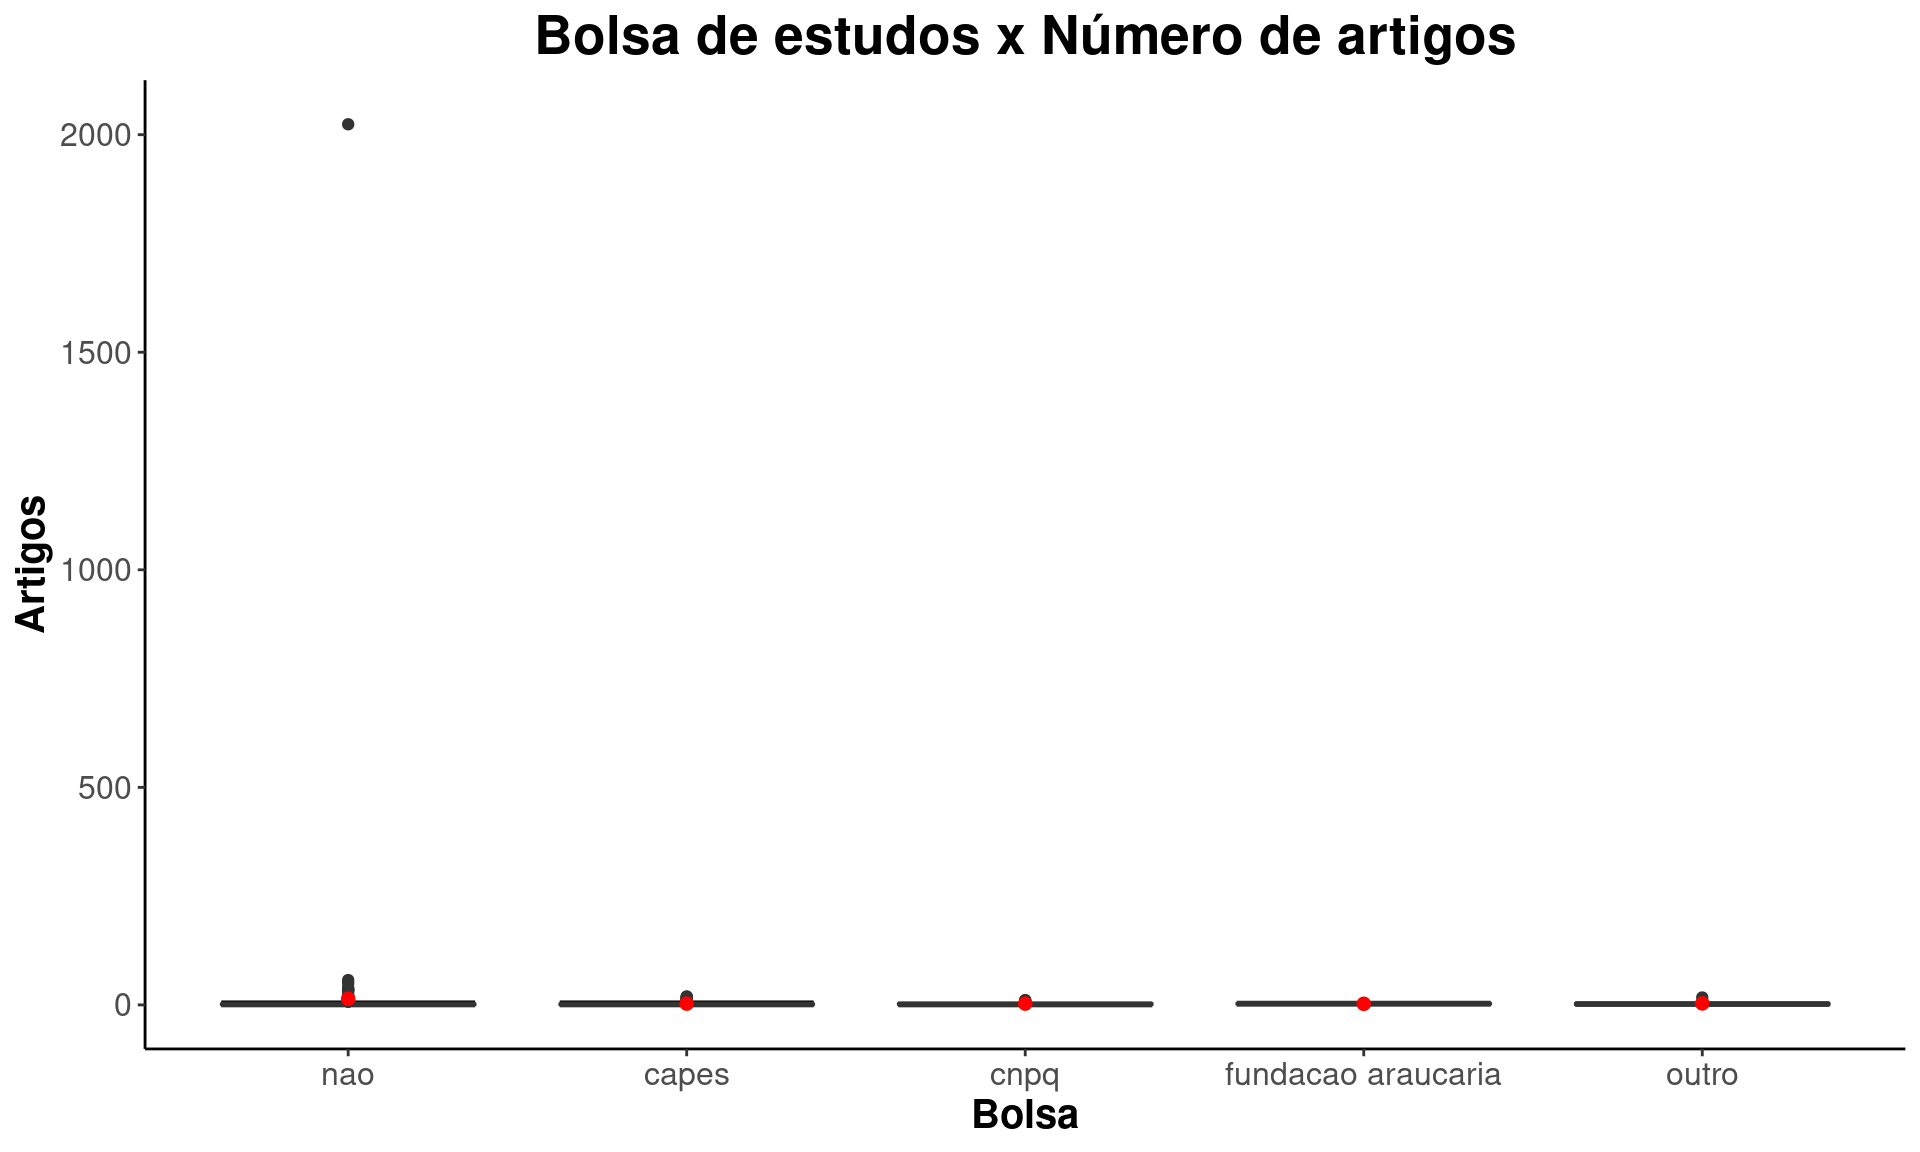 Bolsa de estudos x Número de artigos
2000
1500
1000
500
0
Artigos
nao capes cnpq fundacao araucaria outro
Bolsa